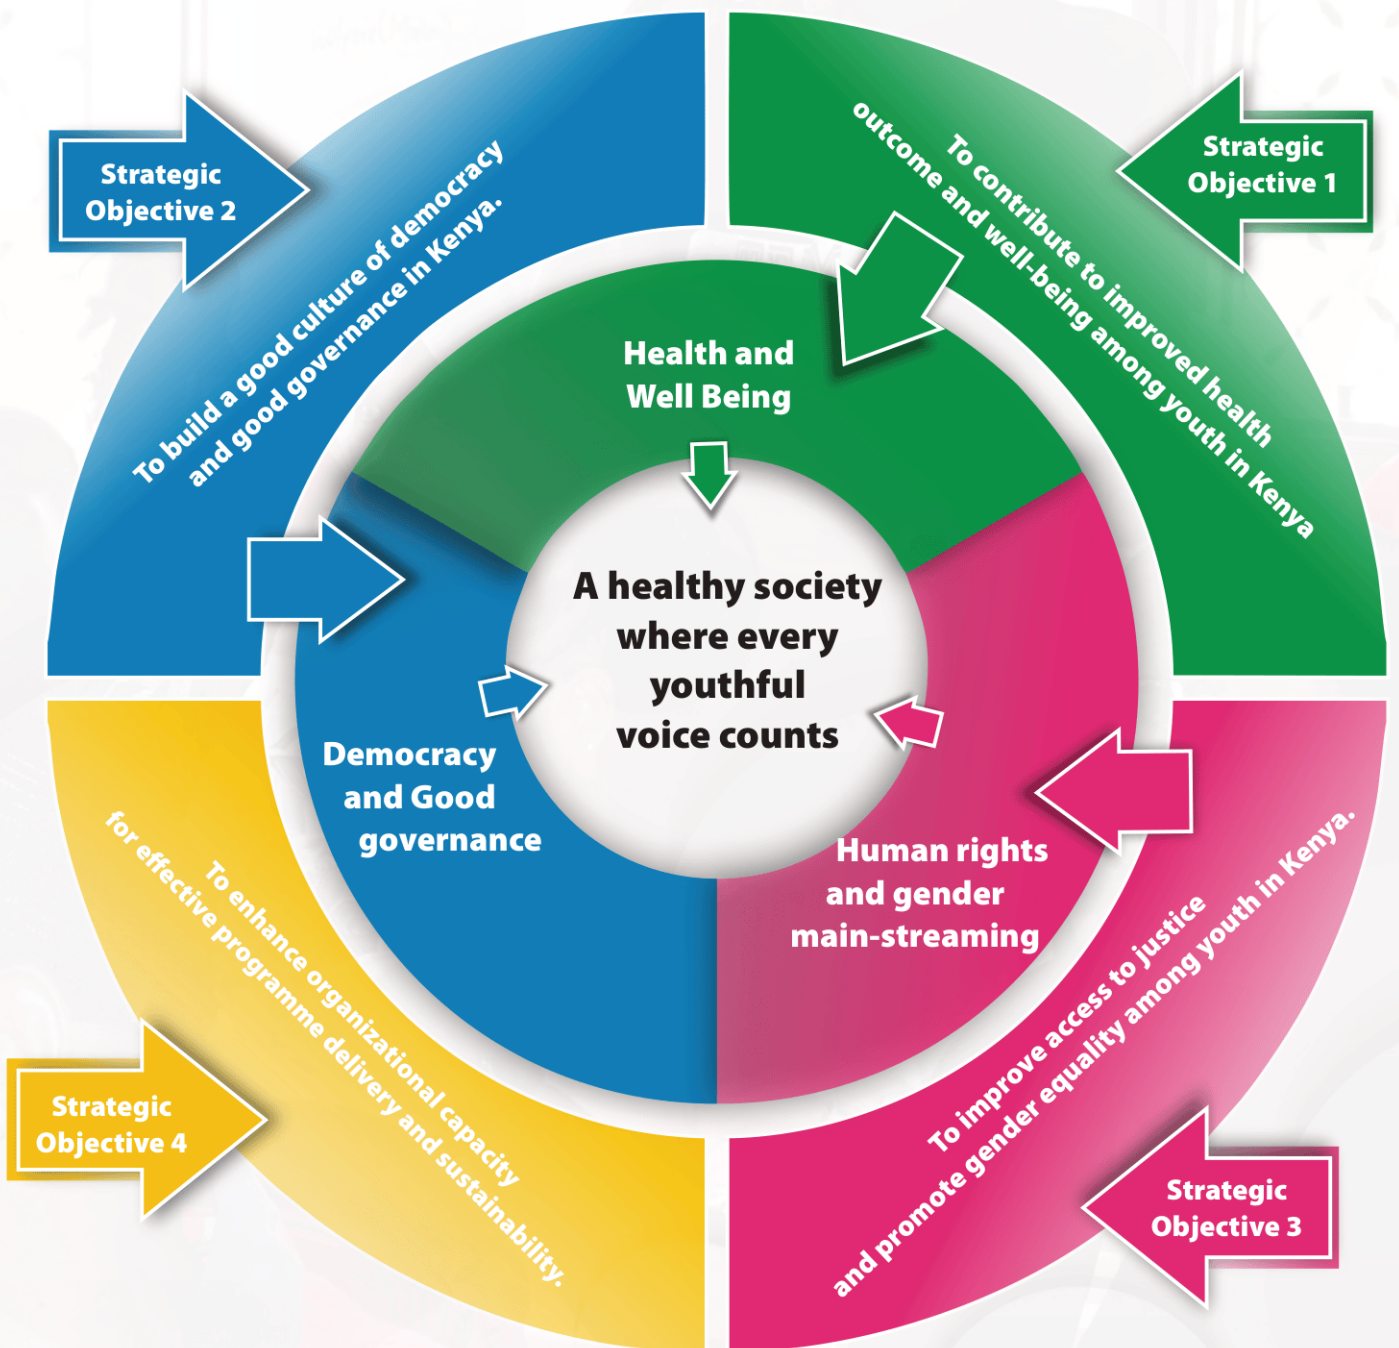 Strategic
Objective 2
To build a good culture of democracy
and good governance in Kenya.
Strategic
Objective 1
To contribute to improved health
outcome and well-being among youth in Kenya
Health and
Well Being
A healthy society
where every
youthful
voice counts
Democracy
and Good
governance
Human rights
and gender
main-streaming
To enhance organizational capacity
for effective programme delivery and sustainability.
Strategic
Objective 4
To improve access to justice
and promote gender equality among youth in Kenya.
Strategic
Objective 3